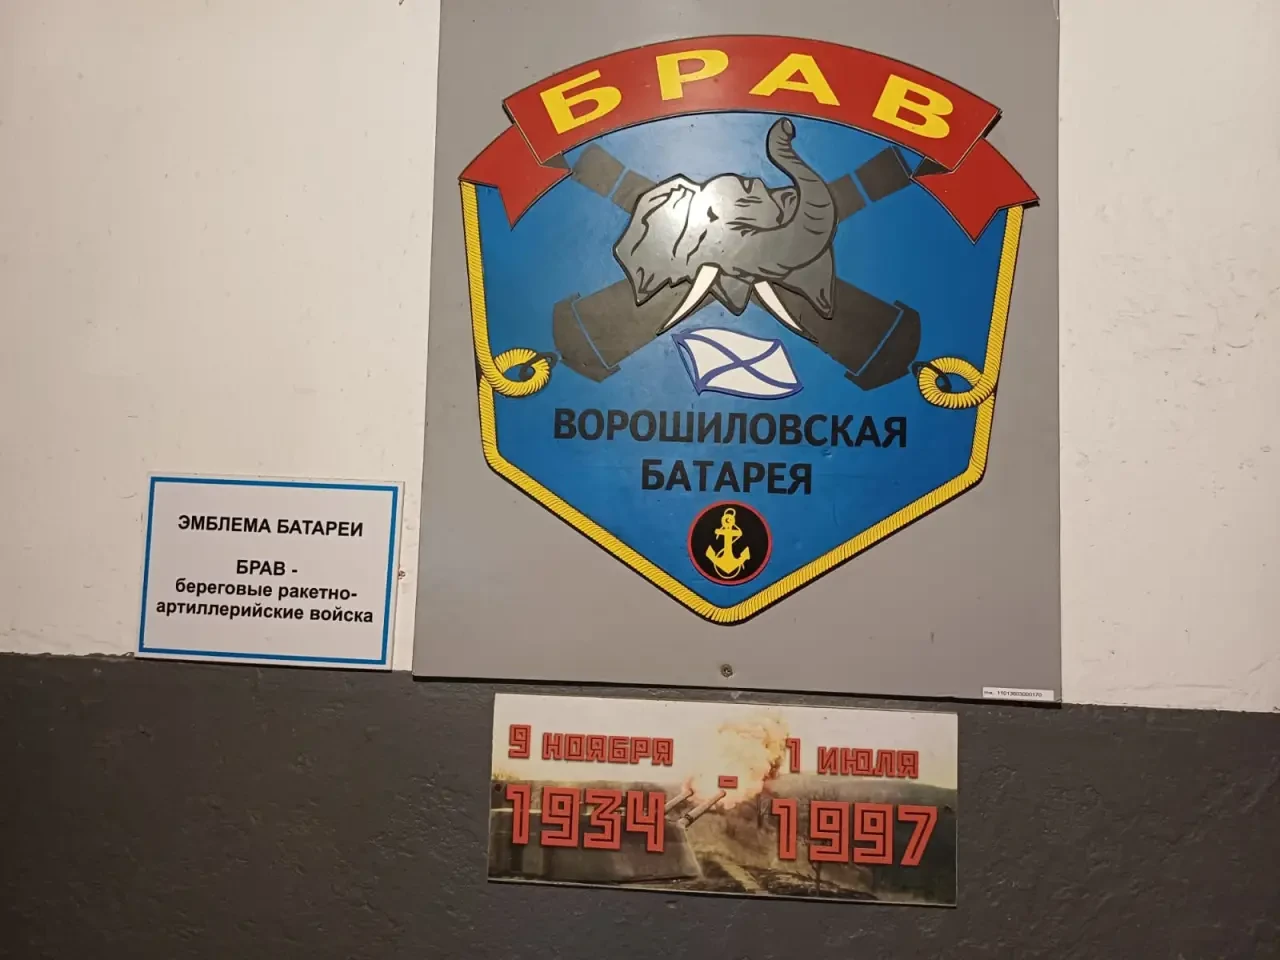 БРАВ
ВОРОШИЛОВСКАЯ
БАТАРЕЯ
ЭМБЛЕМА БАТАРЕИ
БРАВ -
береговые ракетно-
артиллерийские войска
9 НОЯБРЯ - 1 ИЮЛЯ
1934 1997